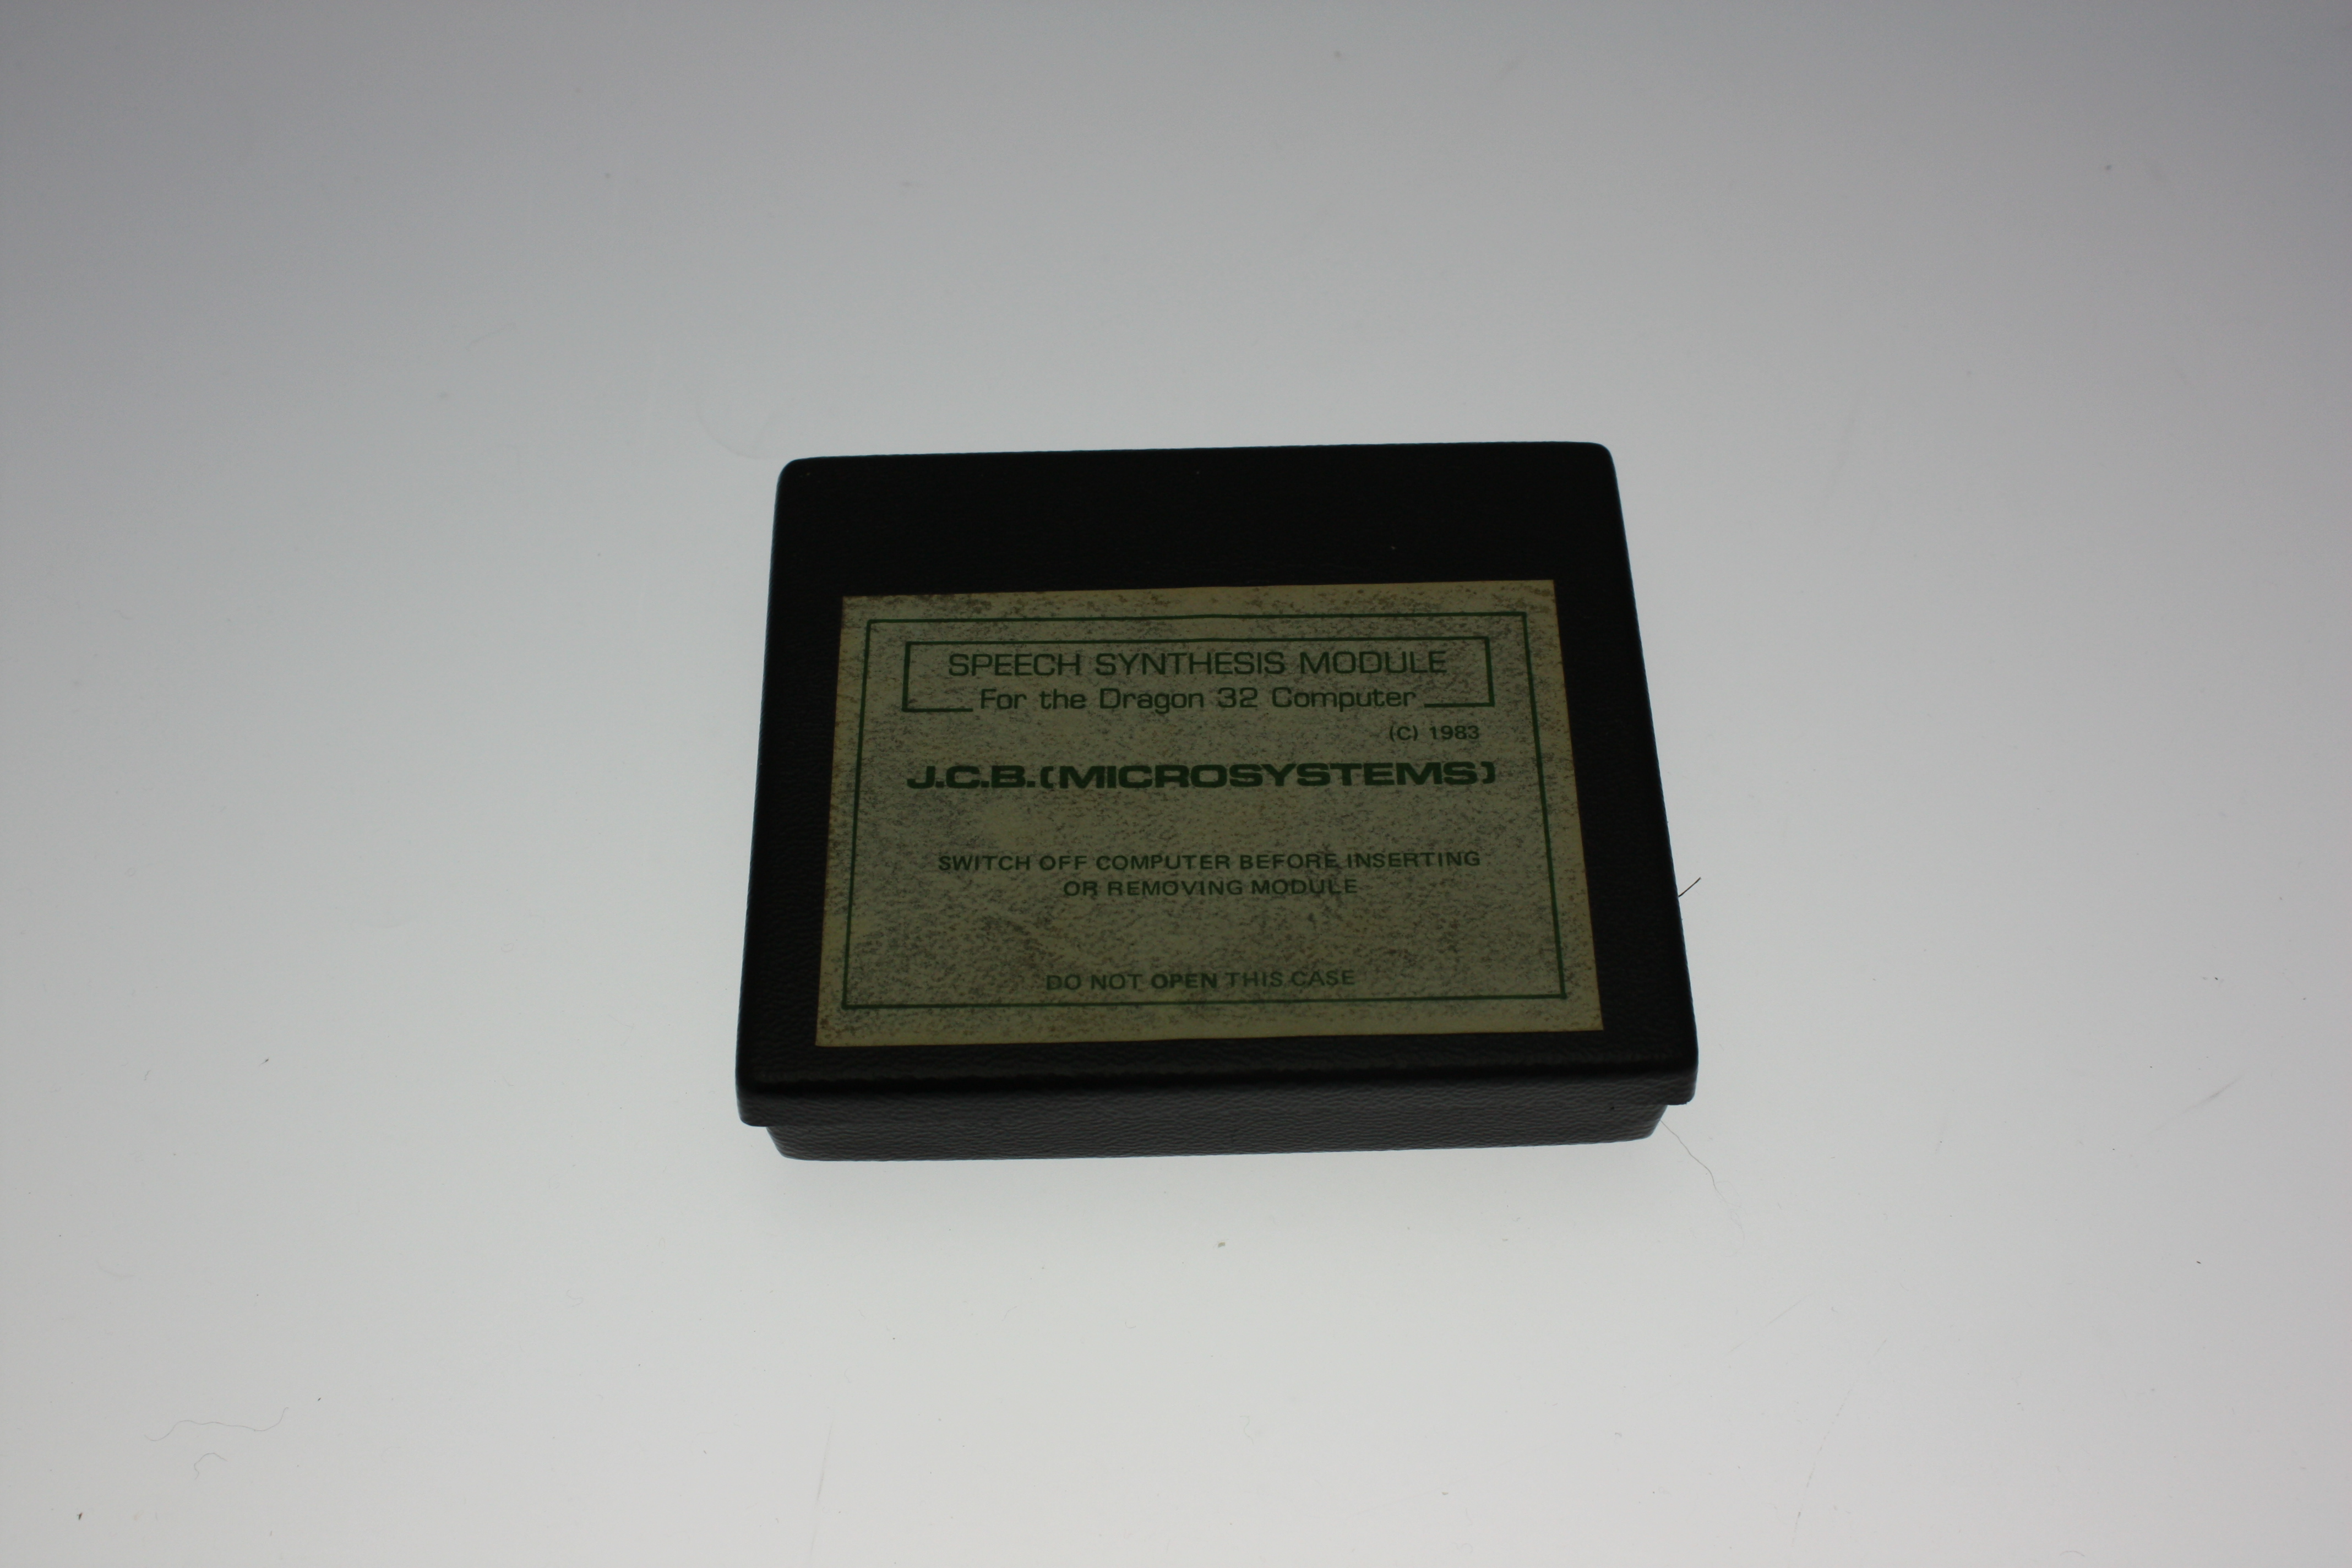 SPEECH SYNTHESIS MODULE
For the Dragon 32 Computer
(C) 1983
J.C.B.(MICROSYSTEMS)
SWITCH OFF COMPUTER BEFORE INSERTING
OR REMOVING MODULE
DO NOT OPEN THIS CASE